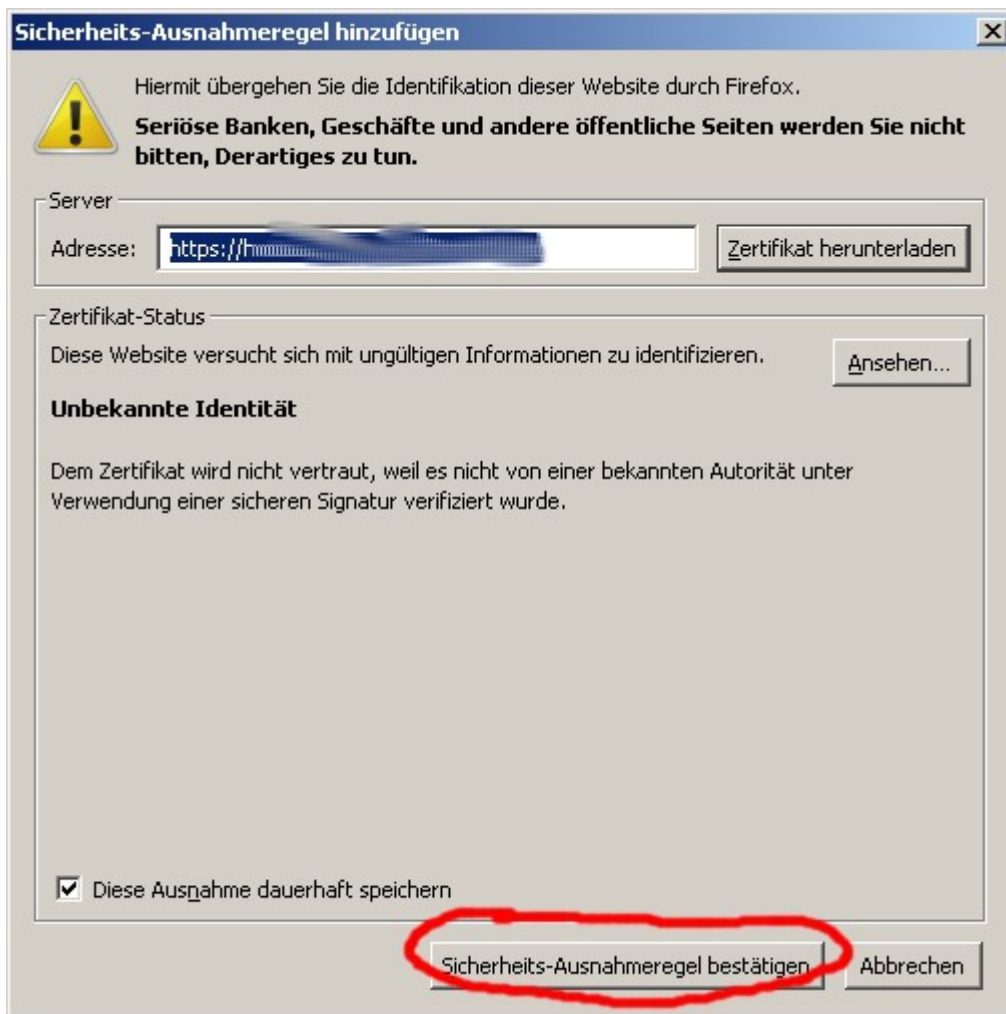 Sicherheits-Ausnahmeregel hinzufügen
Hiermit übergehen Sie die Identifikation dieser Website durch Firefox.
Seriöse Banken, Geschäfte und andere öffentliche Seiten werden Sie nicht
bitten, Derartiges zu tun.
Server
Adresse: https://h
Zertifikat herunterladen
Zertifikat-Status
Diese Website versucht sich mit ungültigen Informationen zu identifizieren.
Ansehen...
Unbekannte Identität
Dem Zertifikat wird nicht vertraut, weil es nicht von einer bekannten Autorität unter
Verwendung einer sicheren Signatur verifiziert wurde.
Diese Ausnahme dauerhaft speichern
Sicherheits-Ausnahmeregel bestätigen
Abbrechen